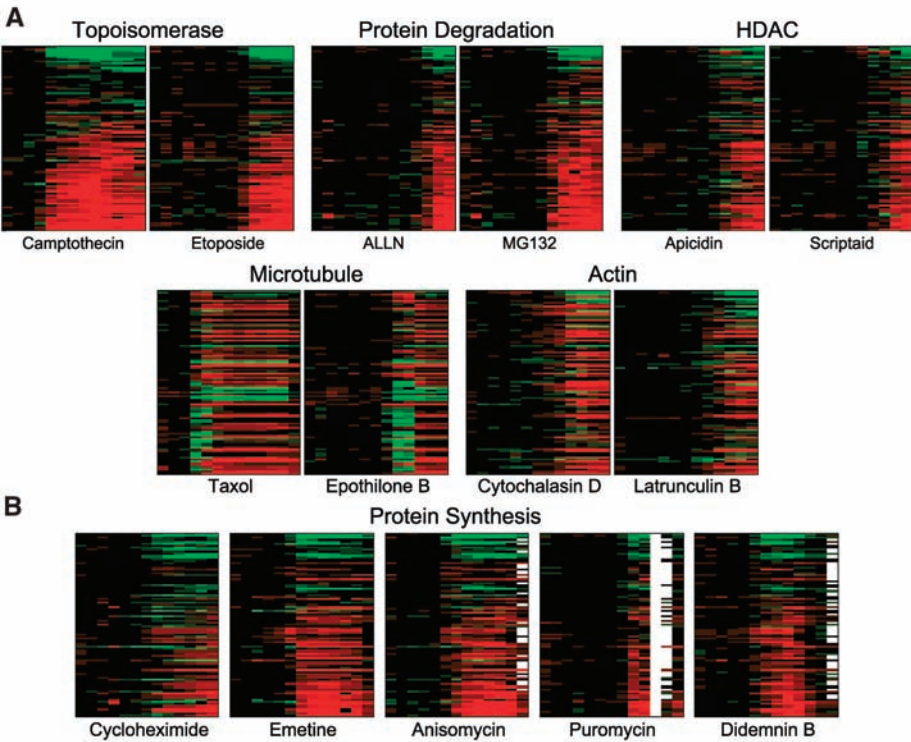 A
Topoisomerase Protein Degradation HDAC
Camptothecin Etoposide ALLN MG132 Apicidin Scriptaid
Microtubule Actin
Taxol Epothilone B Cytochalasin D Latrunculin B
B
Protein Synthesis
Cycloheximide Emetine Anisomycin Puromycin Didemnin B